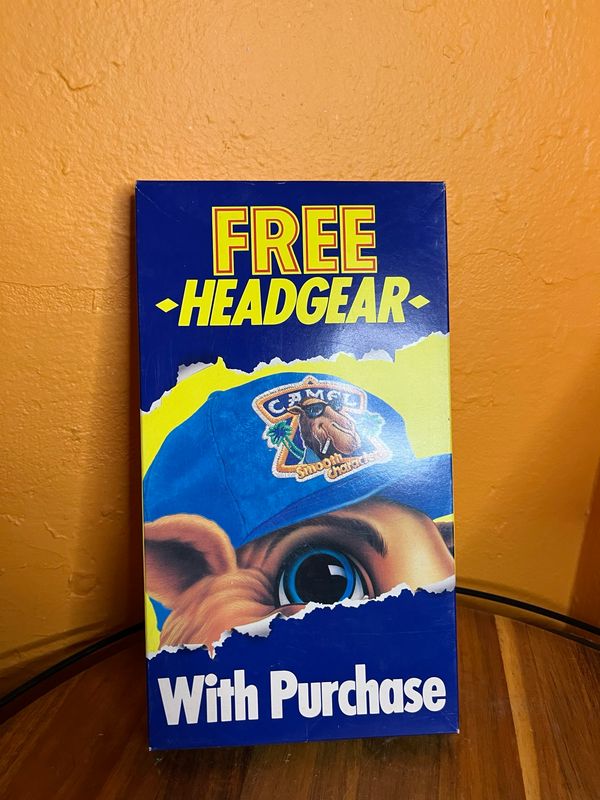 FREE
-HEADGEAR-
CAMEL
Smooth
Character
With Purchase